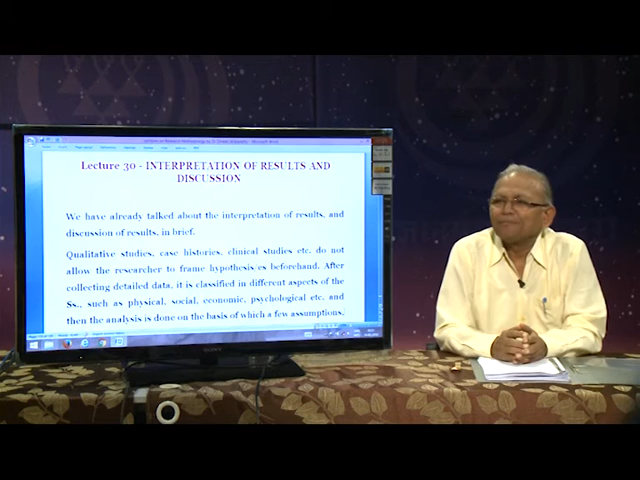 Lecture 30 - INTERPRETATION OF RESULTS AND
DISCUSSION
We have already talked about the interpretation of results, and
discussion of results, in brief.
Qualitative studies, case histories, clinical studies etc. do not
allow the researcher to frame hypothesis/es beforehand. After
collecting detailed data, it is classified in different aspects of the
Ss., such as physical, social, economic, psychological etc. and
then the analysis is done on the basis of which a few assumptions.
SONY